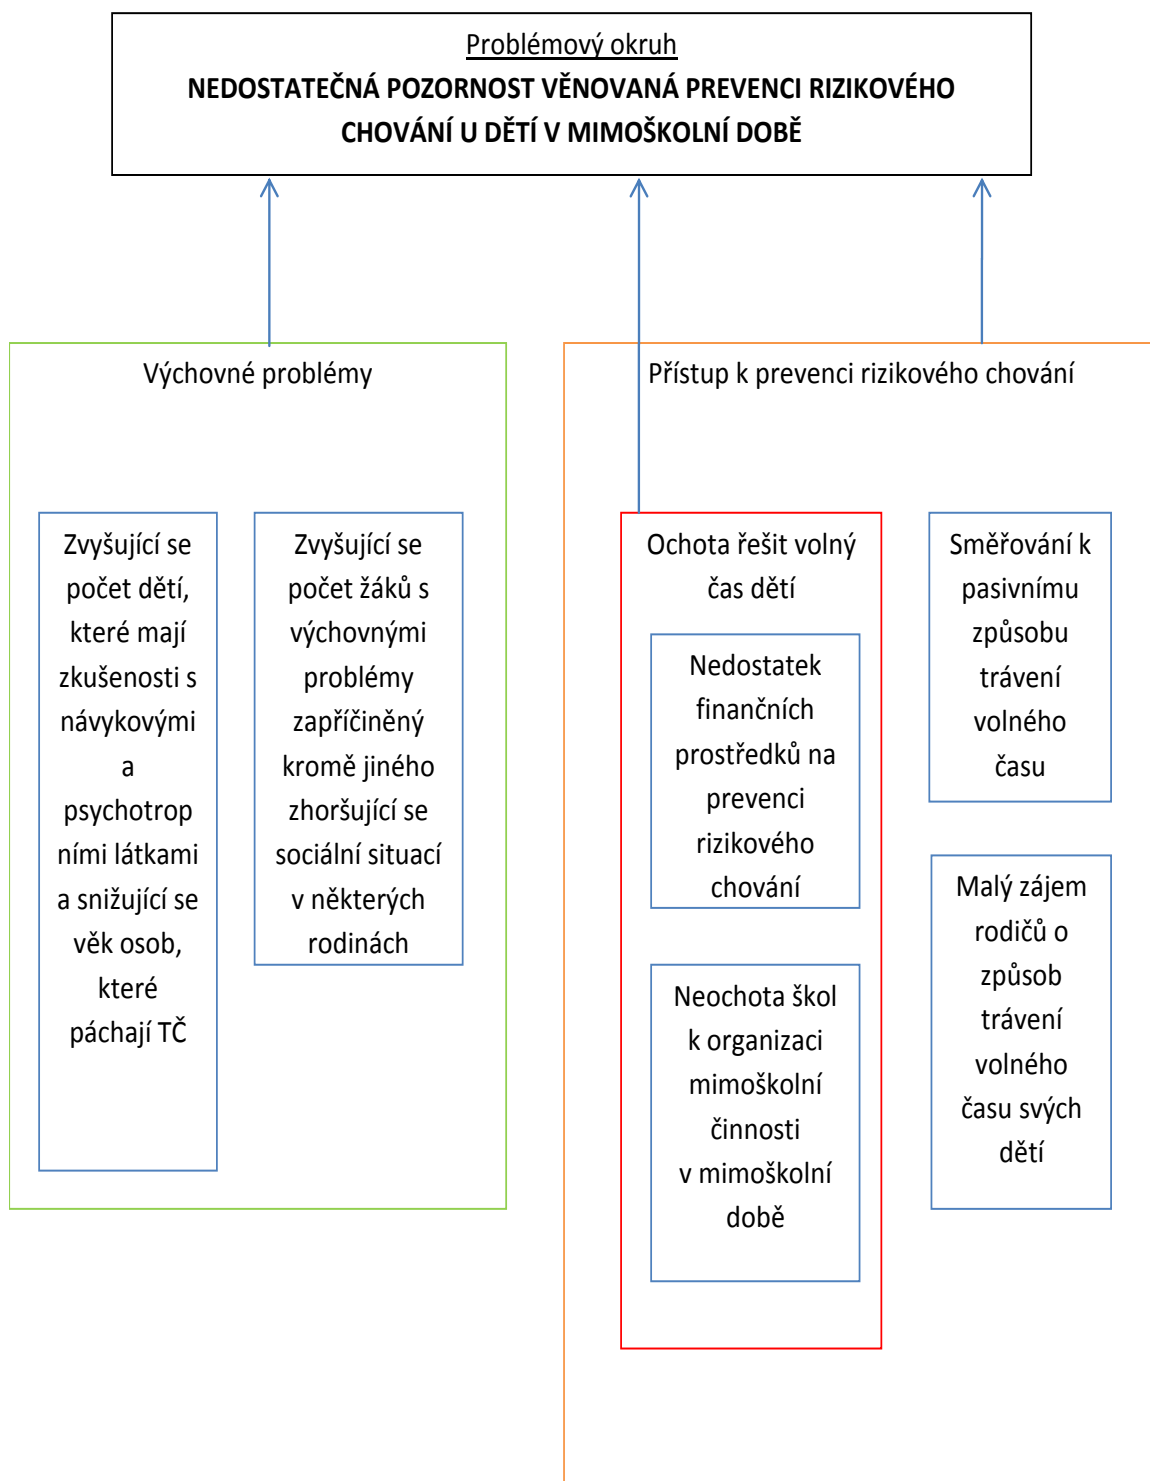 Problémový okruh
NEDOSTATEČNÁ POZORNOST VĚNOVANÁ PREVENCI RIZIKOVÉHO
CHOVÁNÍ U DĚTÍ V MIMOŠKOLNÍ DOBĚ
Výchovné problémy
Zvyšující se
počet dětí,
které mají
zkušenosti s
návykovými
a
psychotrop
ními látkami
a snižující se
věk osob,
které
páchají TČ
Zvyšující se
počet žáků s
výchovnými
problémy
zapříčiněný
kromě jiného
zhoršující se
sociální situací
v některých
rodinách
Přístup k prevenci rizikového chování
Ochota řešit volný
čas dětí
Nedostatek
finančních
prostředků na
prevenci
rizikového
chování
Neochota škol
k organizaci
mimoškolní
činnosti
v mimoškolní
době
Směřování k
pasivnímu
způsobu
trávení
volného
času
Malý zájem
rodičů o
způsob
trávení
volného
času svých
dětí